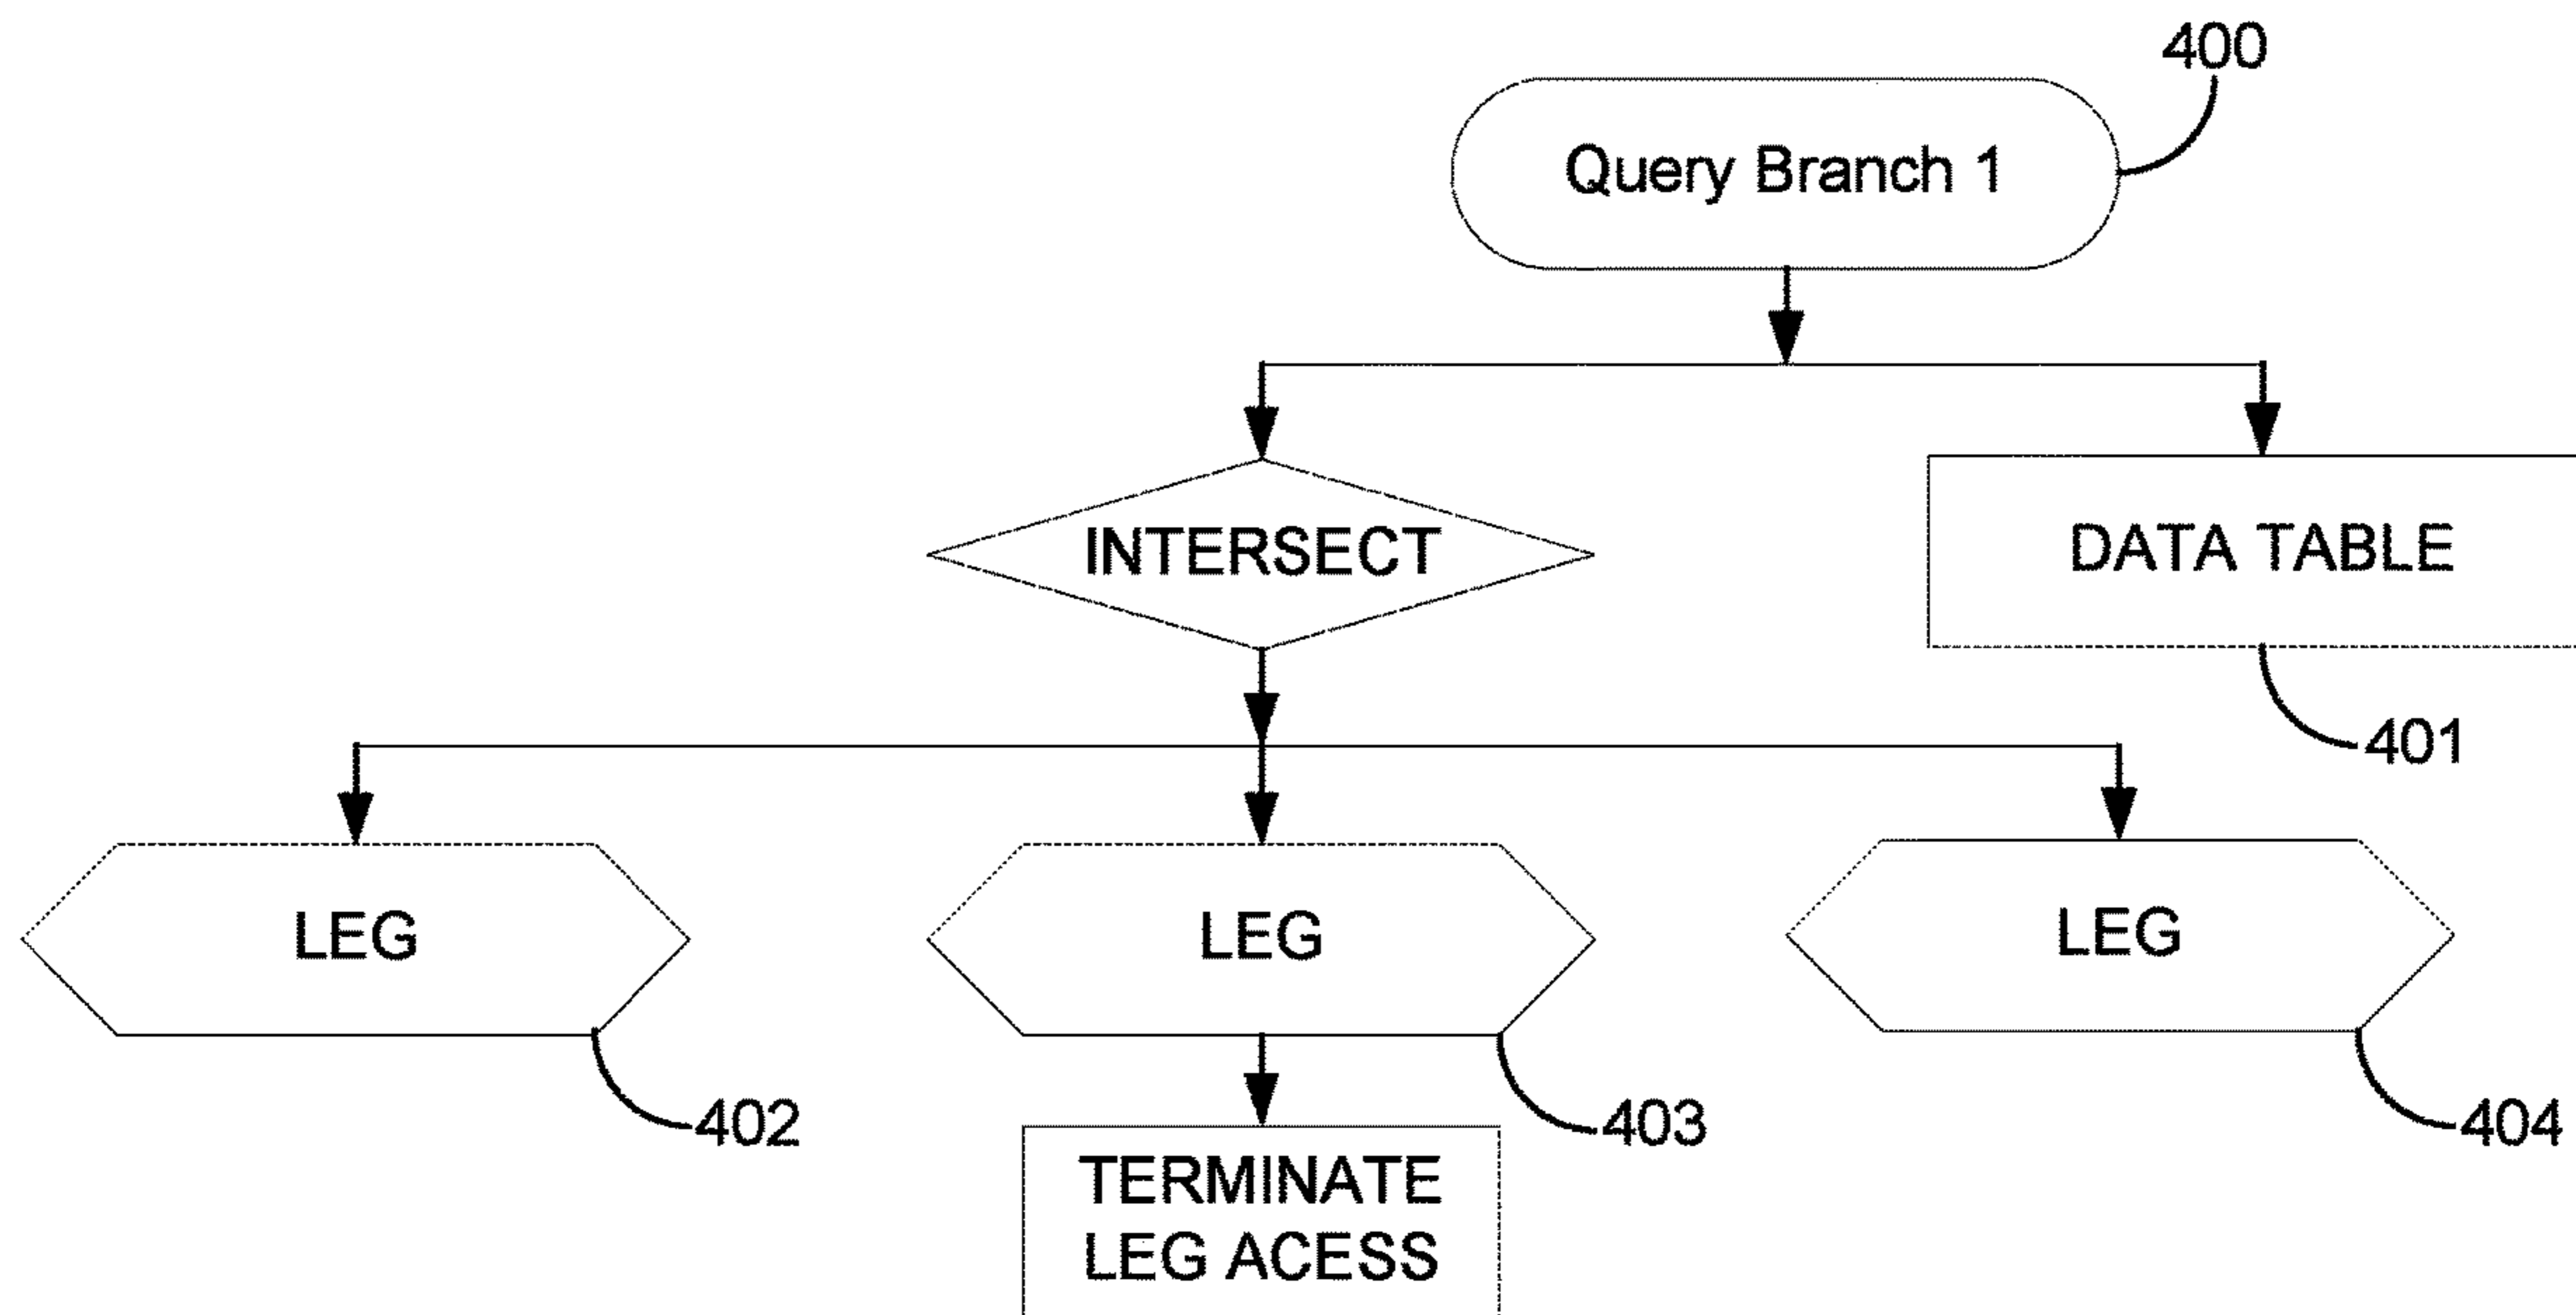 400
Query Branch 1
INTERSECT
DATA TABLE
401
LEG
LEG
LEG
402
403
404
TERMINATE
LEG ACESS